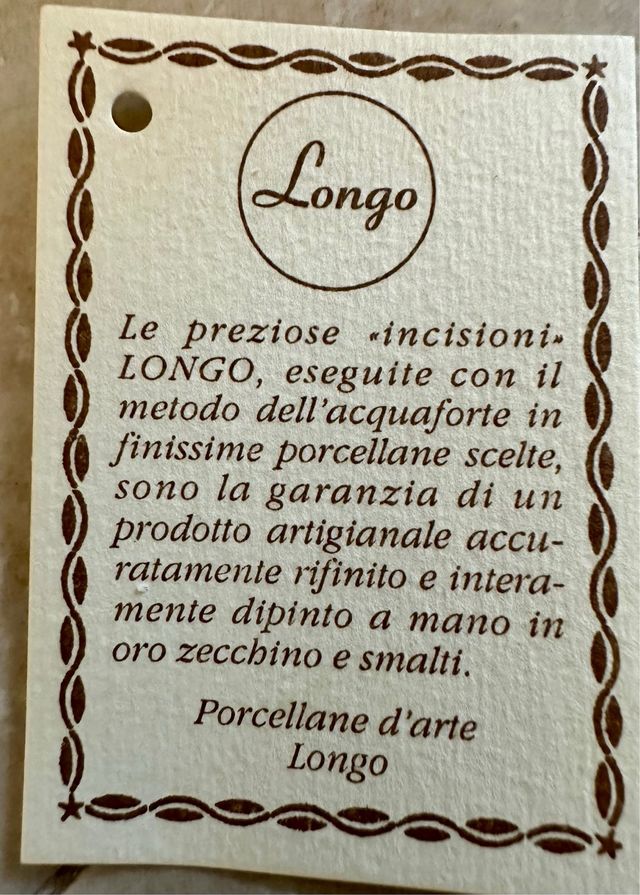 Longo
Le preziose «incisioni»
LONGO, eseguite con il
metodo dell'acquaforte in
finissime porcellane scelte,
sono la garanzia di un
prodotto artigianale accu-
ratamente rifinito e intera-
mente dipinto a mano in
oro zecchino e smalti.
Porcellane d'arte
Longo